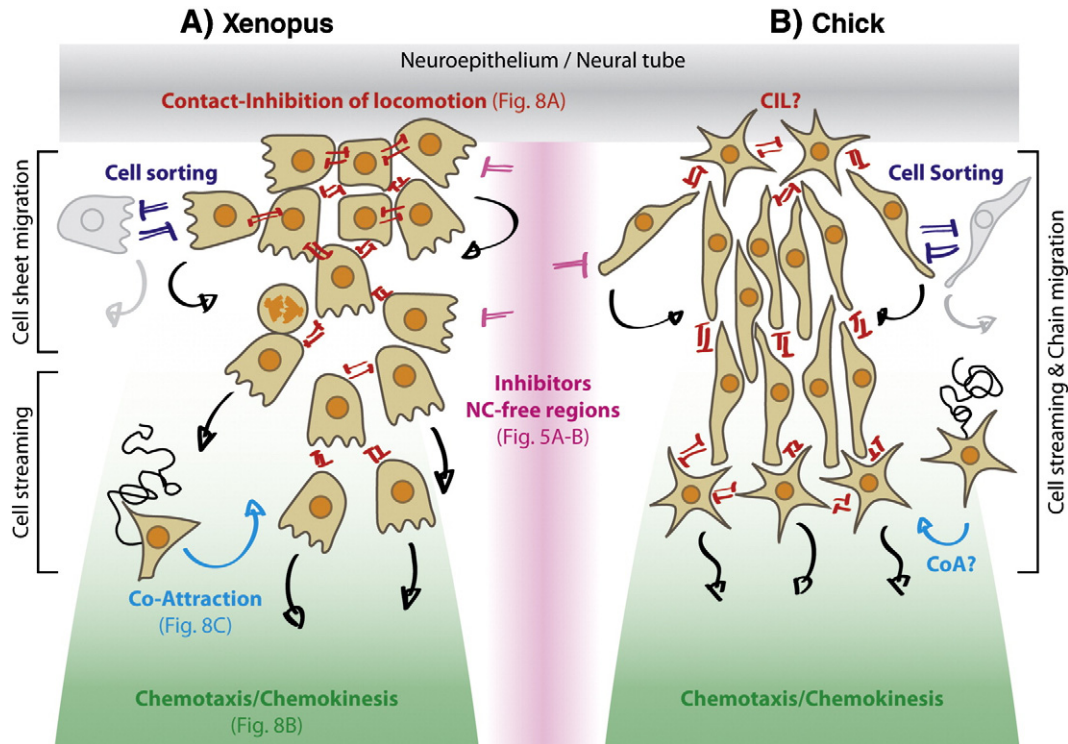 A) Xenopus
B) Chick
Neuroepithelium / Neural tube
Contact-Inhibition of locomotion (Fig. 8A)
CIL?
Cell sorting
Cell Sorting
Cell sheet migration
Cell streaming
Inhibitors
NC-free regions
(Fig. 5A-B)
Cell streaming & Chain migration
Co-Attraction
(Fig. 8C)
CoA?
Chemotaxis/Chemokinesis
(Fig. 8B)
Chemotaxis/Chemokinesis